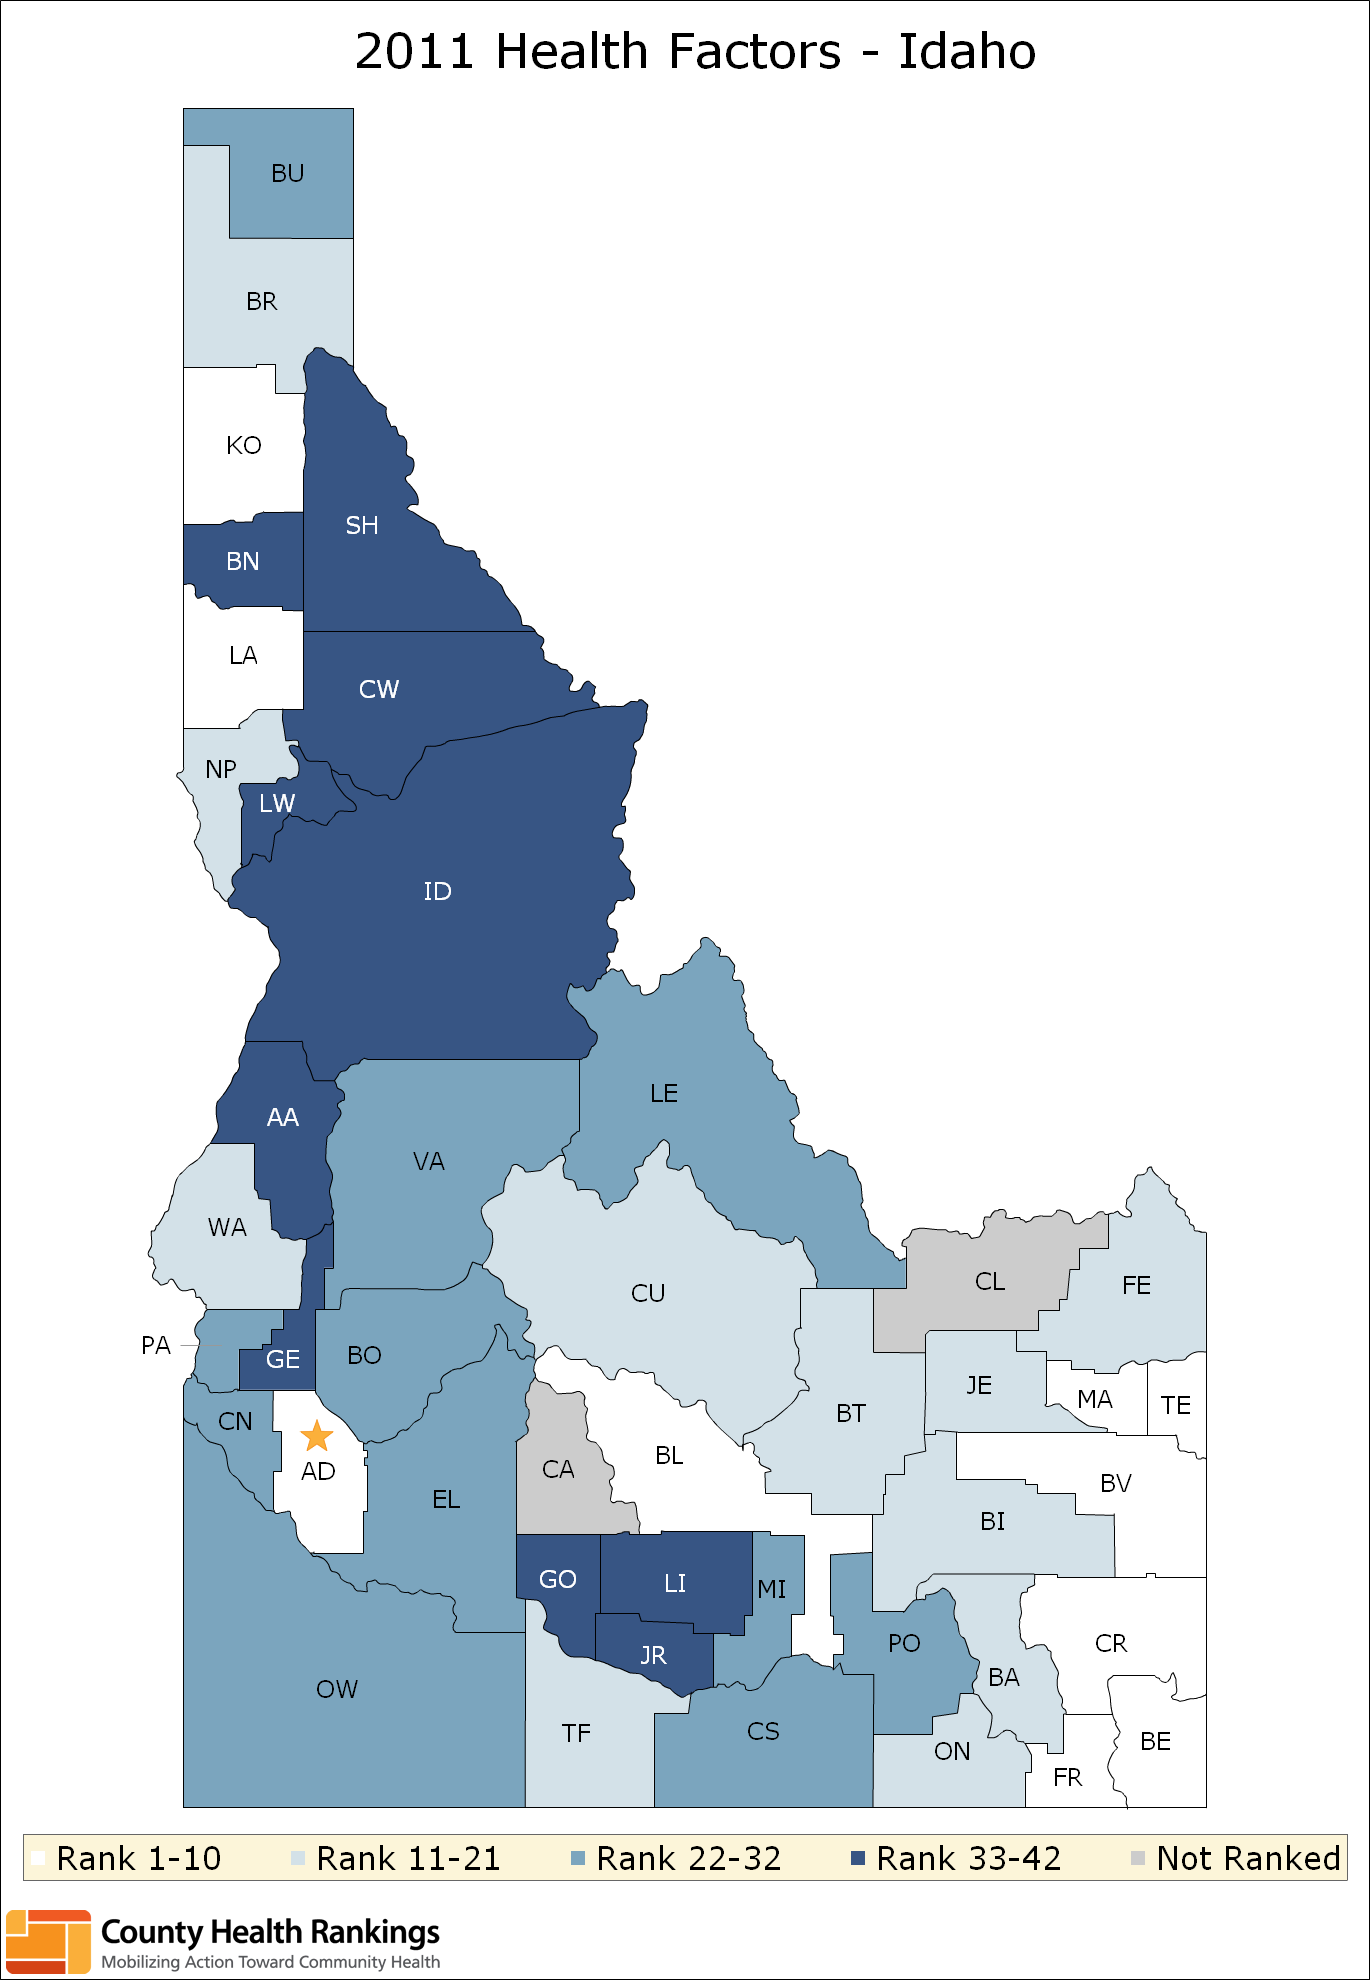 2011 Health Factors - Idaho
BU
BR
KO
SH
BN
LA
CW
NP
LW
ID
LE
AA
VA
WA
CL
FE
CU
PA
GE
BO
JE
MA
TE
CN
BT
AD
BL
CA
BV
EL
BI
GO
LI
MI
JR
PO
CR
BA
OW
TF
CS
ON
BE
FR
Rank 1-10 Rank 11-21 Rank 22-32 Rank 33-42 Not Ranked
County Health Rankings
Mobilizing Action Toward Community Health